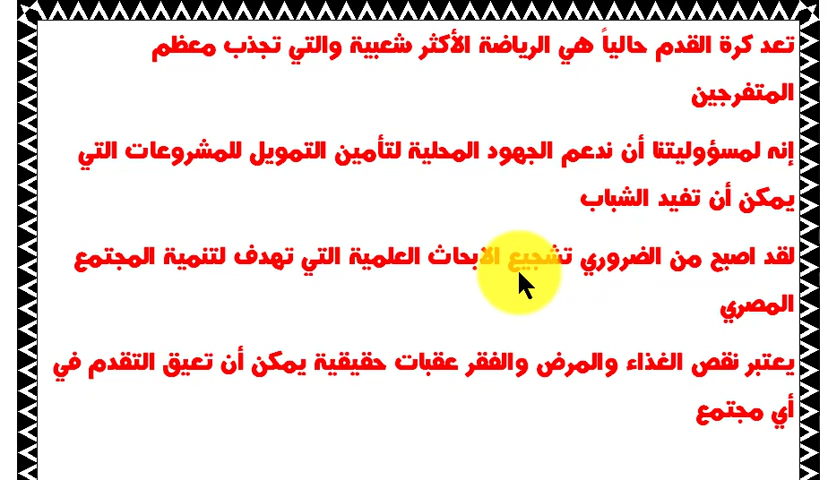 تعد كرة القدم حالياً هي الرياضة الأكثر شعبية والتي تجذب معظم
المتفرجين
إنه لمسؤوليتنا أن ندعم الجهود المحلية لتأمين التمويل للمشروعات التي
يمكن أن تفيد الشباب
لقد اصبح من الضروري تشجيع الابحاث العلمية التي تهدف لتنمية المجتمع
المصري
يعتبر نقص الغذاء والمرض والفقر عقبات حقيقية يمكن أن تعيق التقدم في
أي مجتمع